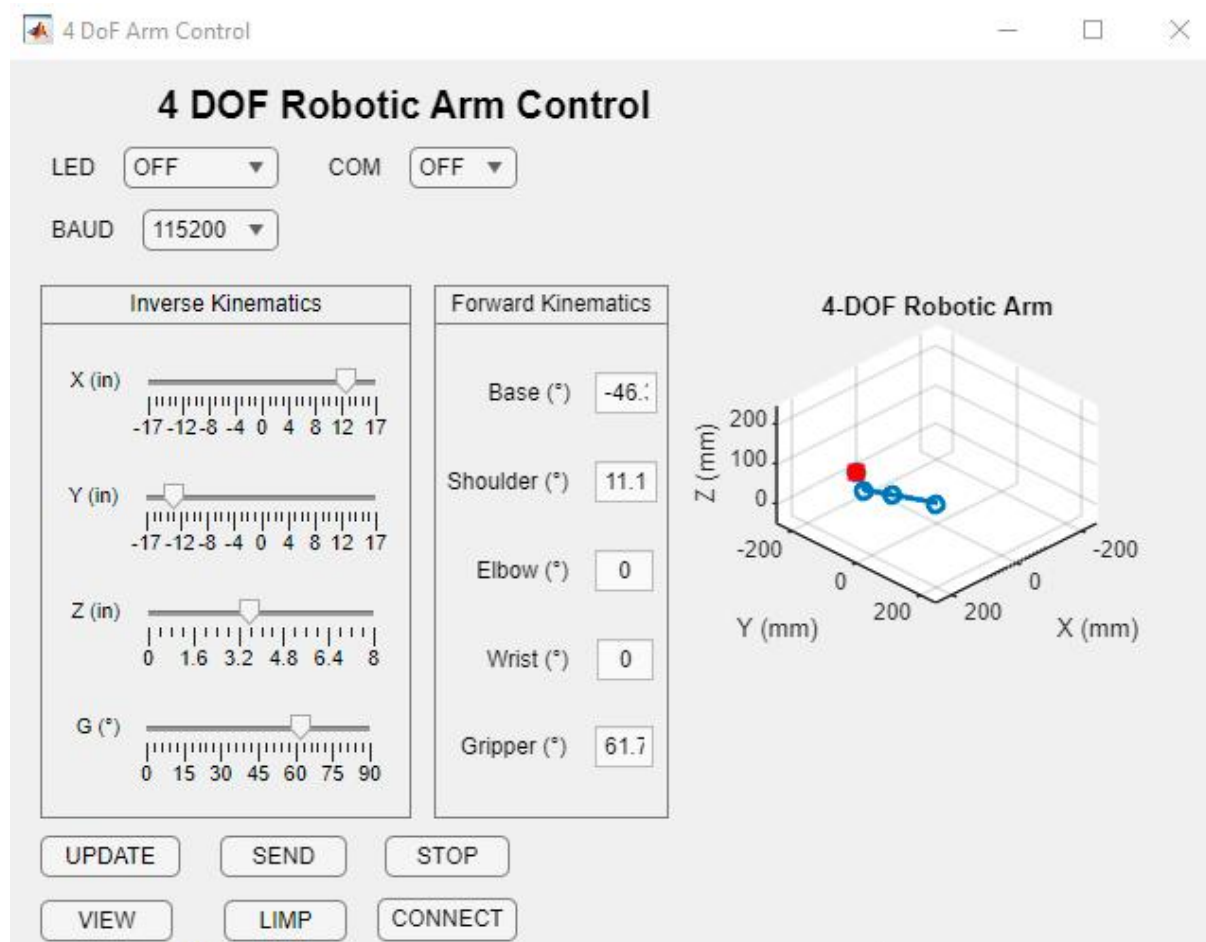 4 DoF Arm Control
4 DOF Robotic Arm Control
LED OFF COM OFF
BAUD 115200
Inverse Kinematics
X (in)
-17 -12 -8 -4 0 4 8 12 17
Y (in)
-17 -12 -8 -4 0 4 8 12 17
Z (in)
0 1.6 3.2 4.8 6.4 8
G (°)
0 15 30 45 60 75 90
Forward Kinematics
Base (°) -46.
Shoulder (°) 11.1
Elbow (°) 0
Wrist (°) 0
Gripper (°) 61.7
4-DOF Robotic Arm
Z (mm)
200
100
0
-200 0 200
Y (mm)
200 0 -200
X (mm)
UPDATE SEND STOP
VIEW LIMP CONNECT